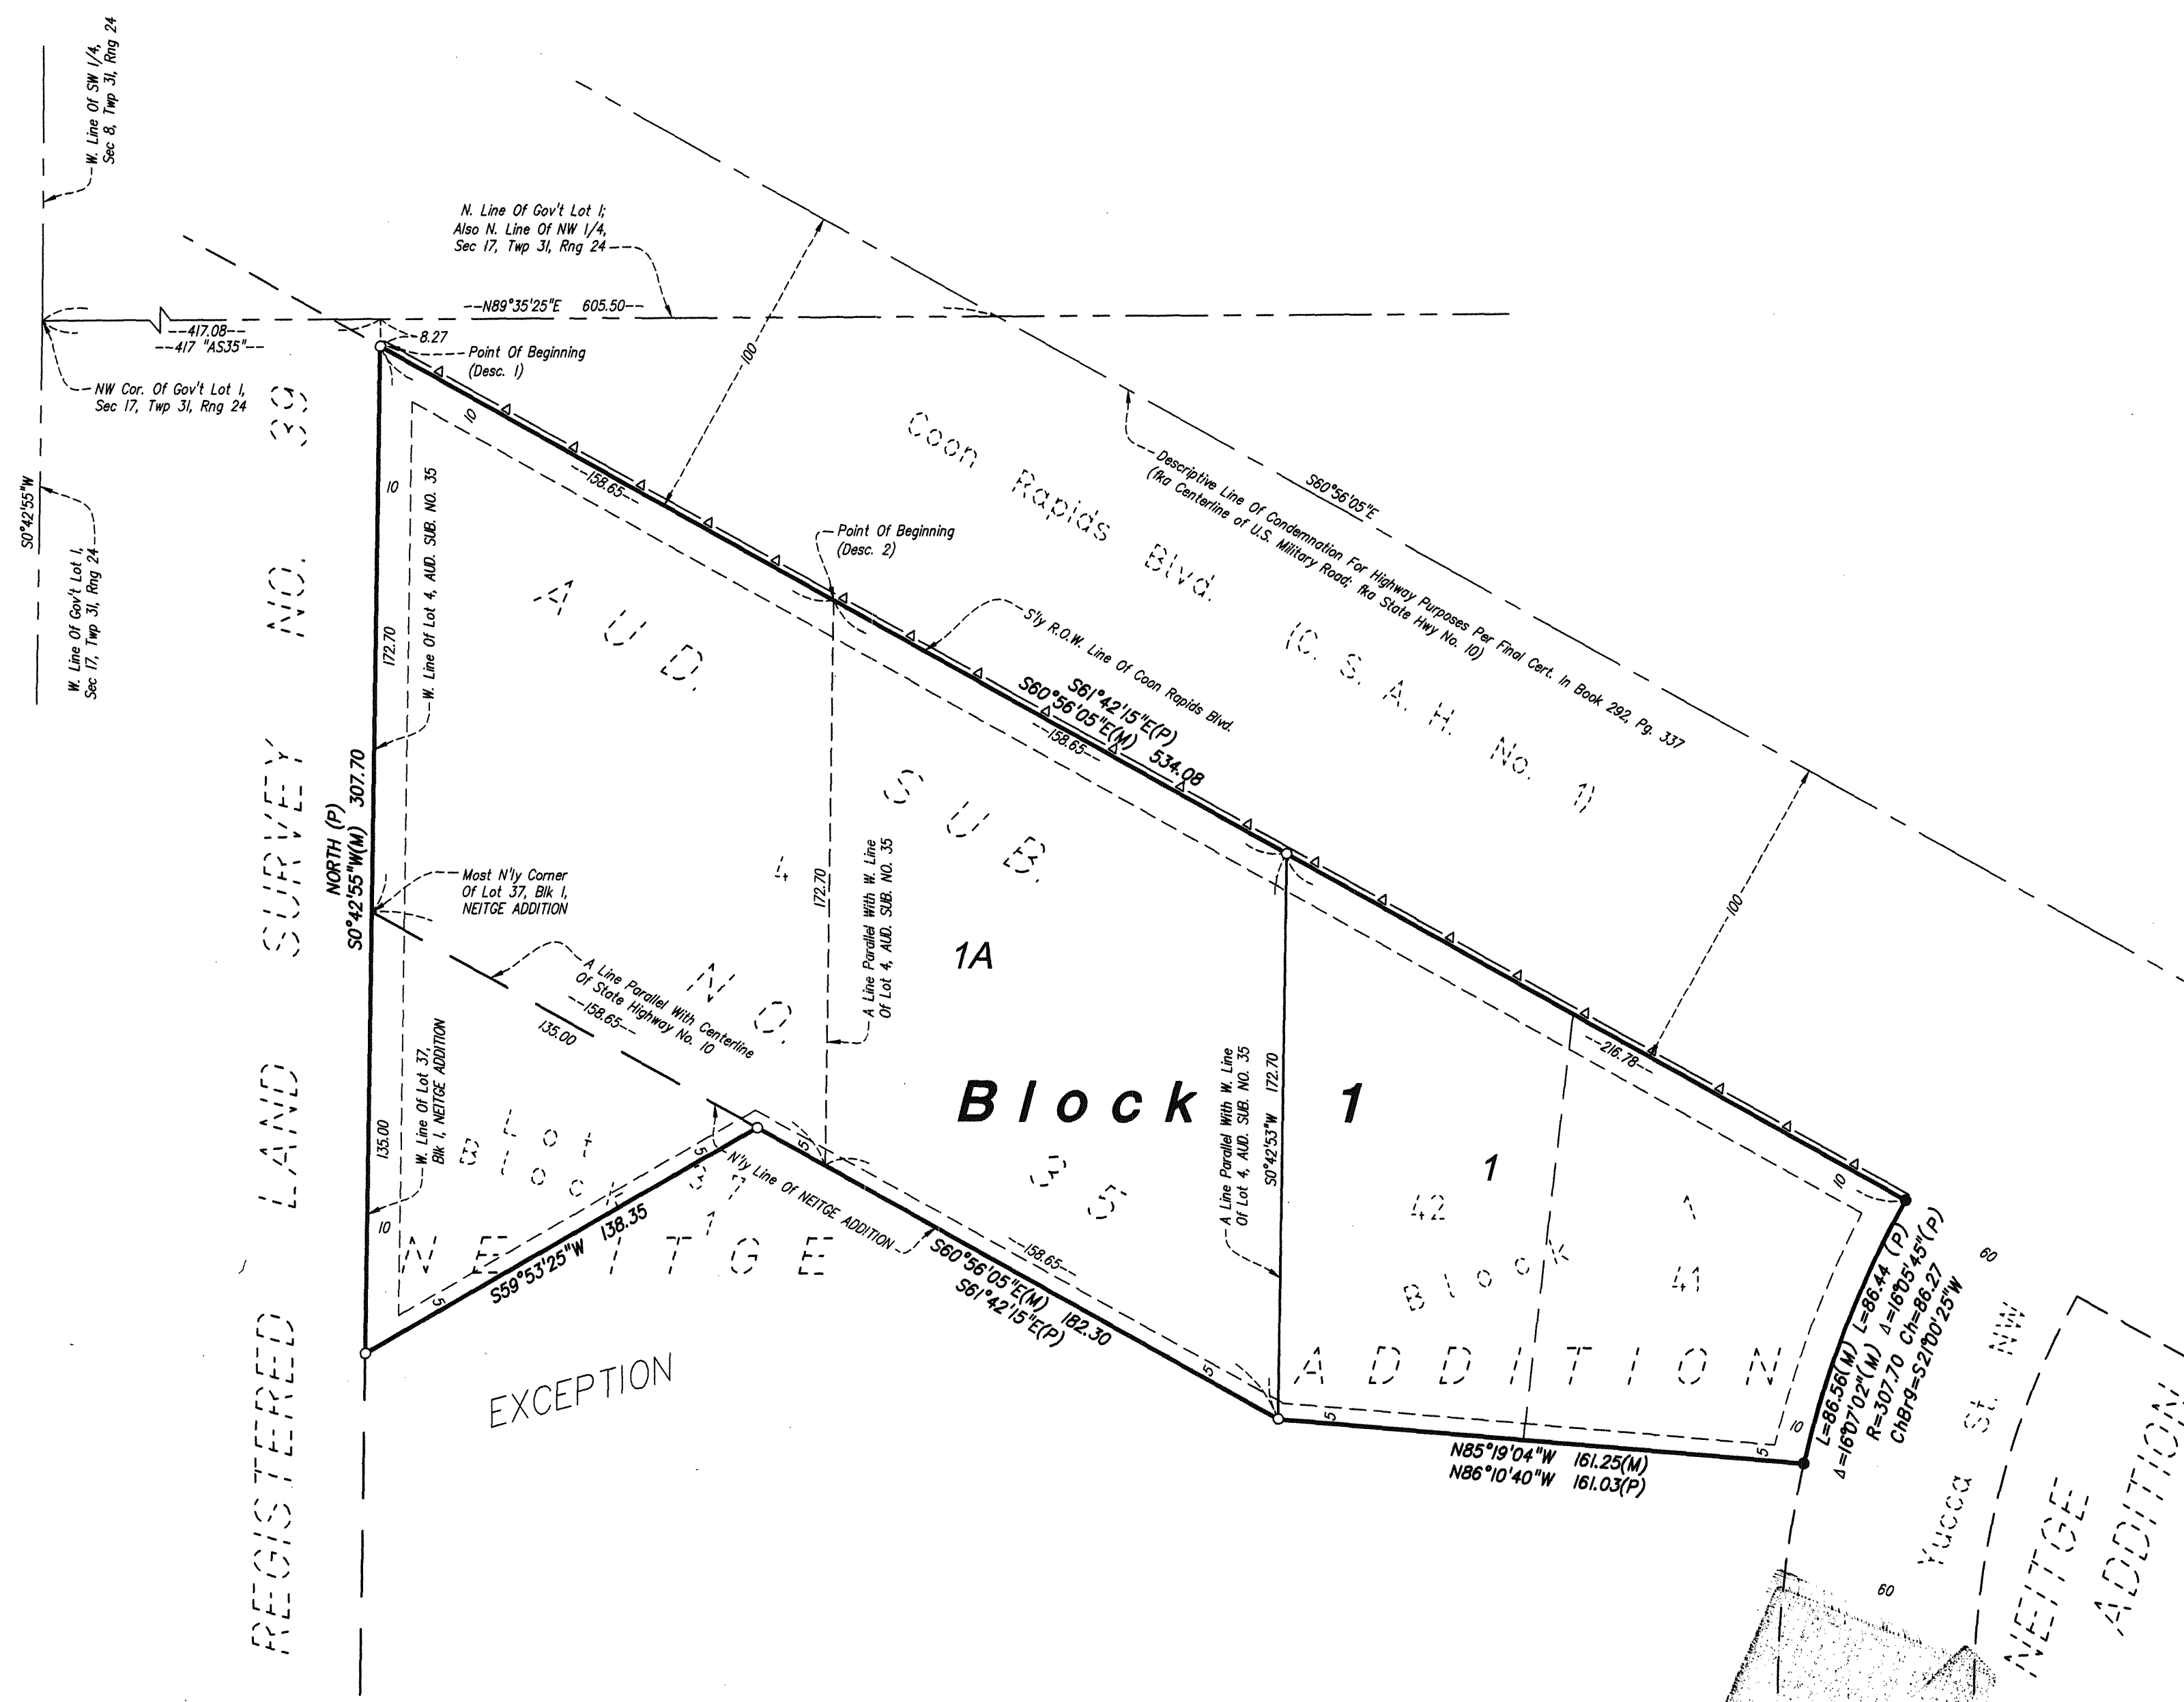 W. Line Of SW 1/4,
Sec 8, Twp 31, Rng 24
N. Line Of Gov't Lot 1;
Also N. Line Of NW 1/4,
Sec 17, Twp 31, Rng 24
N89°35'25"E 605.50
417.08
417 "AS35"
8.27
Point Of Beginning
(Desc. 1)
NW Cor. Of Gov't Lot 1,
Sec 17, Twp 31, Rng 24
S0°42'55"W
W. Line Of Gov't Lot 1,
Sec 17, Twp 31, Rng 24
REGISTERED LAND SURVEY NO. 39
10
10
100
158.65
172.70
W. Line Of Lot 4, AUD. SUB. NO. 35
Point Of Beginning
(Desc. 2)
Coon Rapids Blvd.
(C. S. A. H. No. 1)
S60°56'05"E
Descriptive Line Of Condemnation For Highway Purposes Per Final Cert. In Book 292, Pg. 337
(fka Centerline of U.S. Military Road; fka State Hwy No. 10)
S'ly R.O.W. Line Of Coon Rapids Blvd.
S61°42'15"E(P)
S60°56'05"E(M) 534.08
158.65
AUD. SUB. NO. 35
4
NORTH (P)
S0°42'55"W(M) 307.70
Most N'ly Corner
Of Lot 37, Blk 1,
NEITGE ADDITION
172.70
A Line Parallel With W. Line
Of Lot 4, AUD. SUB. NO. 35
1A
100
A Line Parallel With Centerline
Of State Highway No. 10
158.65
135.00
W. Line Of Lot 37,
Blk 1, NEITGE ADDITION
135.00
10
Block 1
A Line Parallel With W. Line
Of Lot 4, AUD. SUB. NO. 35
S0°42'53"W 172.70
216.78
1
42
1
Block
41
10
Lot 37
Block 1
5
5
5
N'ly Line Of NEITGE ADDITION
S59°53'25"W 138.35
NEITGE ADDITION
158.65
S60°56'05"E(M) 182.30
S61°42'15"E(P)
5
5
5
10
EXCEPTION
N85°19'04"W 161.25(M)
N86°10'40"W 161.03(P)
L=86.56(M) L=86.44 (P)
Δ=16°07'02"(M) Δ=16°05'45"(P)
R=307.70 Ch=86.27
ChBrg=S21°00'25"W
60
Yucca St. NW
60
NEITGE
ADDITION